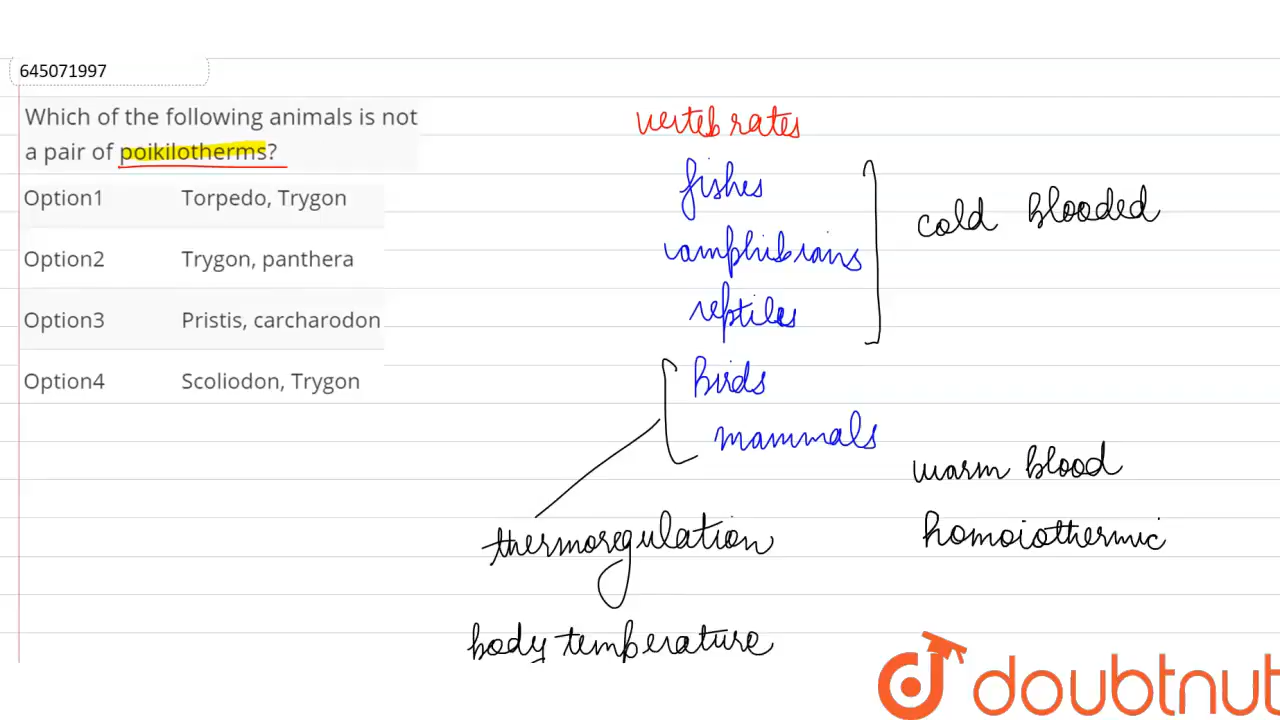 645071997
Which of the following animals is not
a pair of poikilotherms?
Option1 Torpedo, Trygon
Option2 Trygon, panthera
Option3 Pristis, carcharodon
Option4 Scoliodon, Trygon
vertebrates
fishes
amphibians
reptiles
cold blooded
Birds
mammals
warm blood
homoiothermic
thermoregulation
body temperature
doubtnut